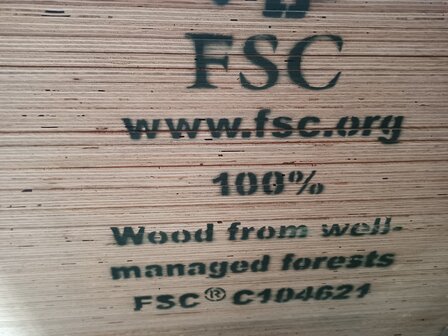 FSC
www.fsc.org
100%
Wood from well-
managed forests
FSC® C104621